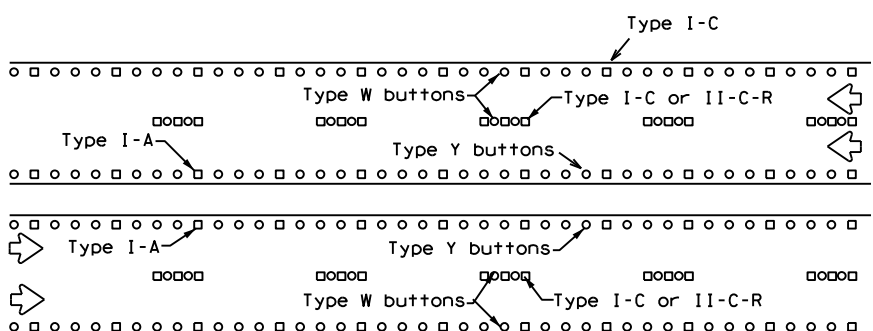 Type I-C
Type W buttons
Type I-C or II-C-R
Type I-A
Type Y buttons
Type I-A
Type Y buttons
Type W buttons
Type I-C or II-C-R